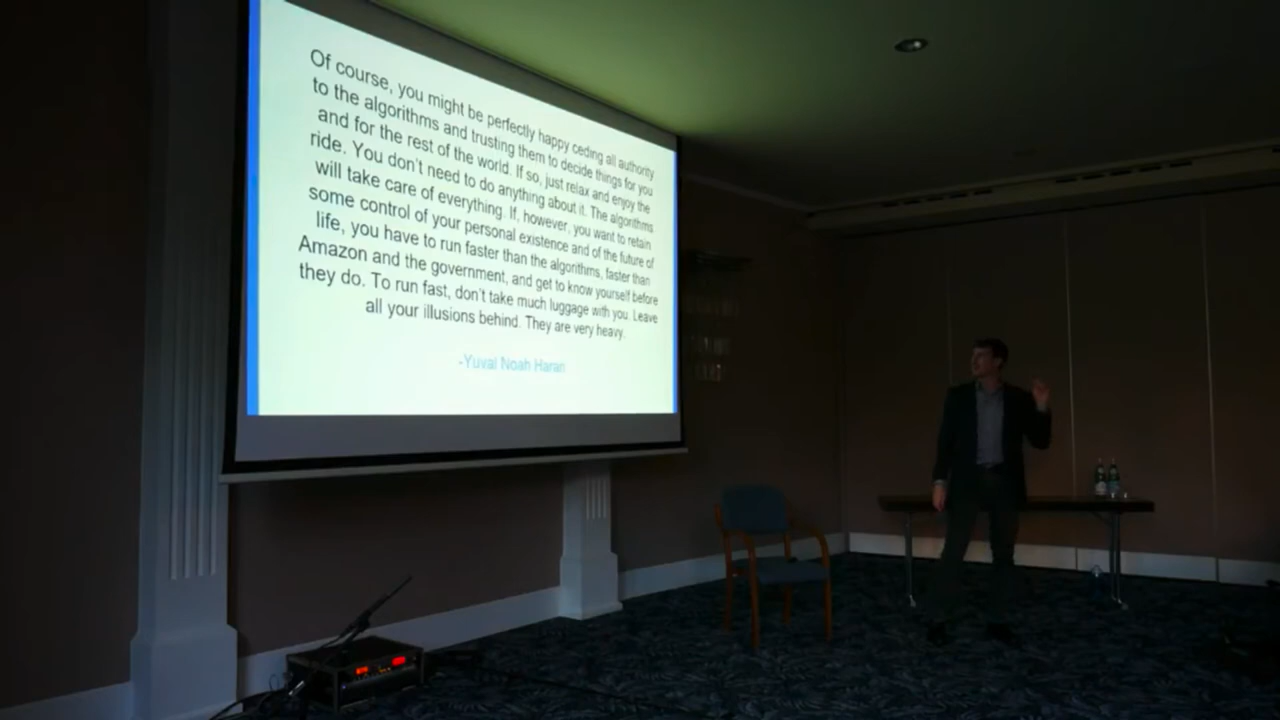 Of course, you might be perfectly happy ceding all authority
to the algorithms and trusting them to decide things for you
and for the rest of the world. If so, just relax and enjoy the
ride. You don't need to do anything about it. The algorithms
will take care of everything. If, however, you want to retain
some control of your personal existence and of the future of
life, you have to run faster than the algorithms, faster than
Amazon and the government, and get to know yourself before
they do. To run fast, don't take much luggage with you. Leave
all your illusions behind. They are very heavy.
-Yuval Noah Harari